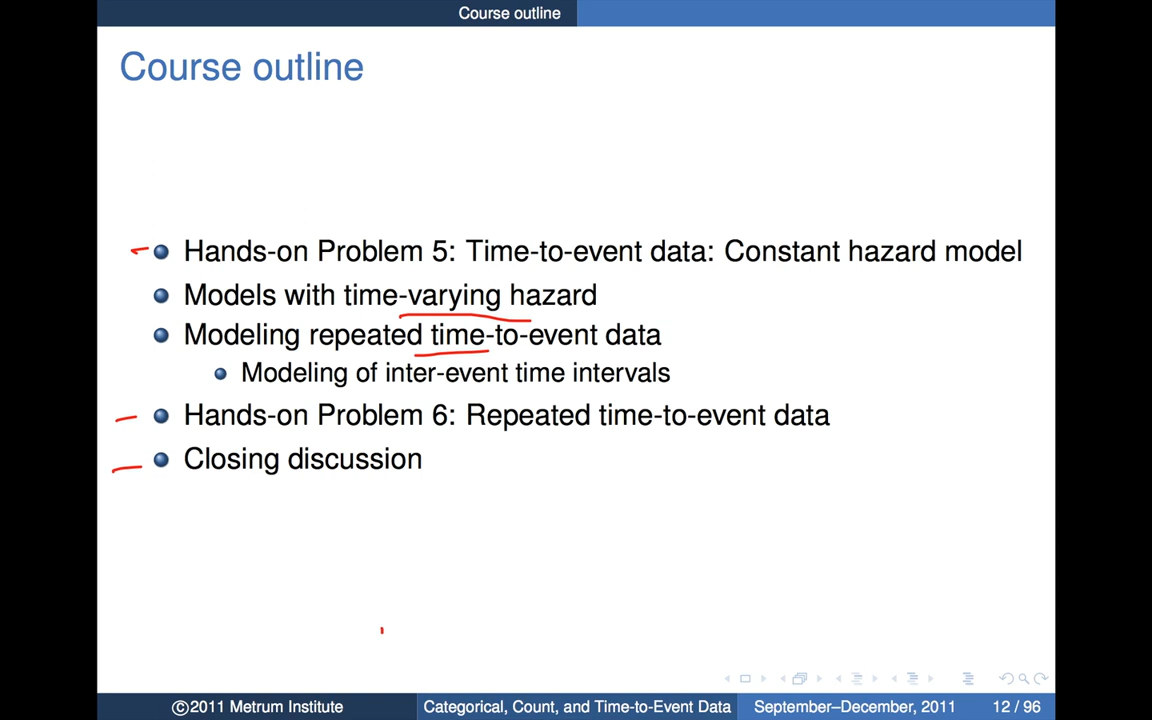 Course outline
Course outline
Hands-on Problem 5: Time-to-event data: Constant hazard model
Models with time-varying hazard
Modeling repeated time-to-event data
Modeling of inter-event time intervals
Hands-on Problem 6: Repeated time-to-event data
Closing discussion
©2011 Metrum Institute Categorical, Count, and Time-to-Event Data September–December, 2011 12 / 96